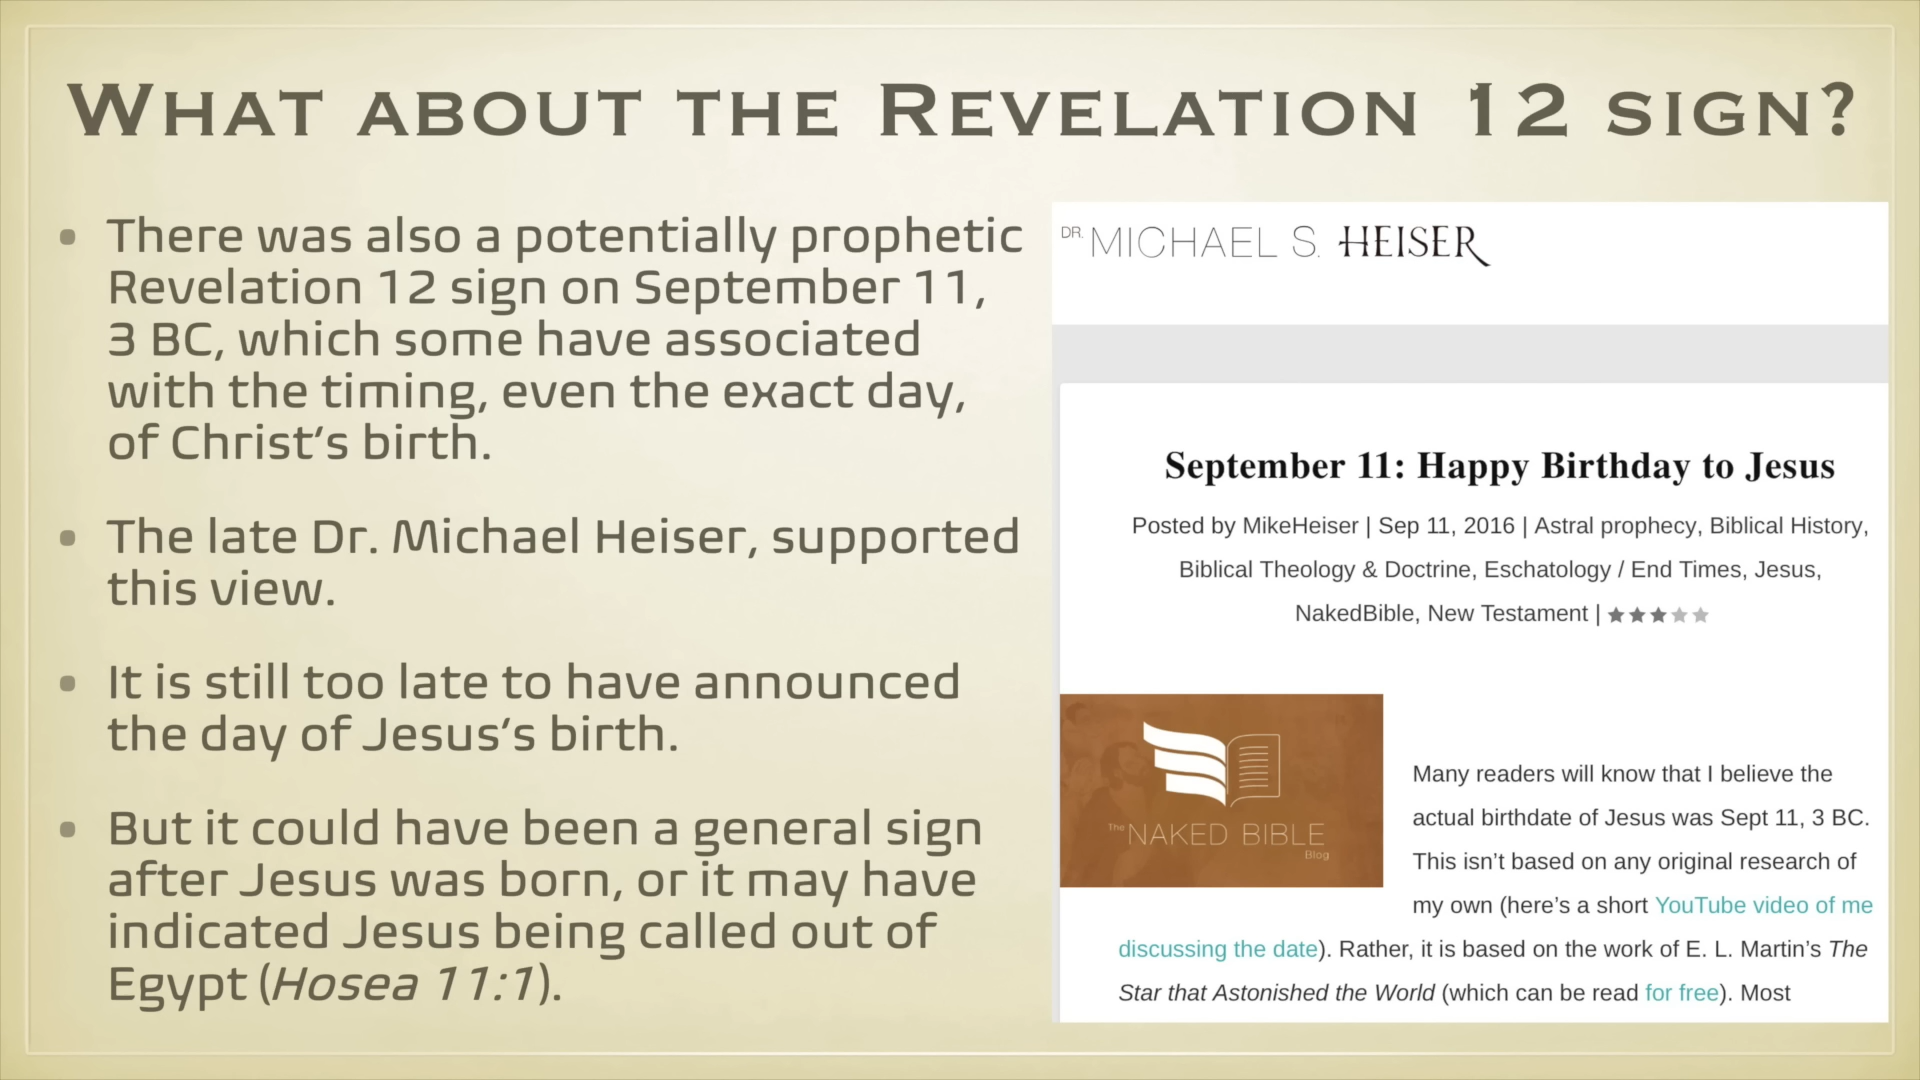 What about the Revelation 12 sign?
• There was also a potentially prophetic
Revelation 12 sign on September 11,
3 BC, which some have associated
with the timing, even the exact day,
of Christ’s birth.
• The late Dr. Michael Heiser, supported
this view.
• It is still too late to have announced
the day of Jesus’s birth.
• But it could have been a general sign
after Jesus was born, or it may have
indicated Jesus being called out of
Egypt (Hosea 11:1).
DR. MICHAEL S. HEISER
September 11: Happy Birthday to Jesus
Posted by MikeHeiser | Sep 11, 2016 | Astral prophecy, Biblical History,
Biblical Theology & Doctrine, Eschatology / End Times, Jesus,
NakedBible, New Testament | ★★★★★
The NAKED BIBLE
Blog
Many readers will know that I believe the
actual birthdate of Jesus was Sept 11, 3 BC.
This isn’t based on any original research of
my own (here’s a short YouTube video of me
discussing the date). Rather, it is based on the work of E. L. Martin’s The
Star that Astonished the World (which can be read for free). Most